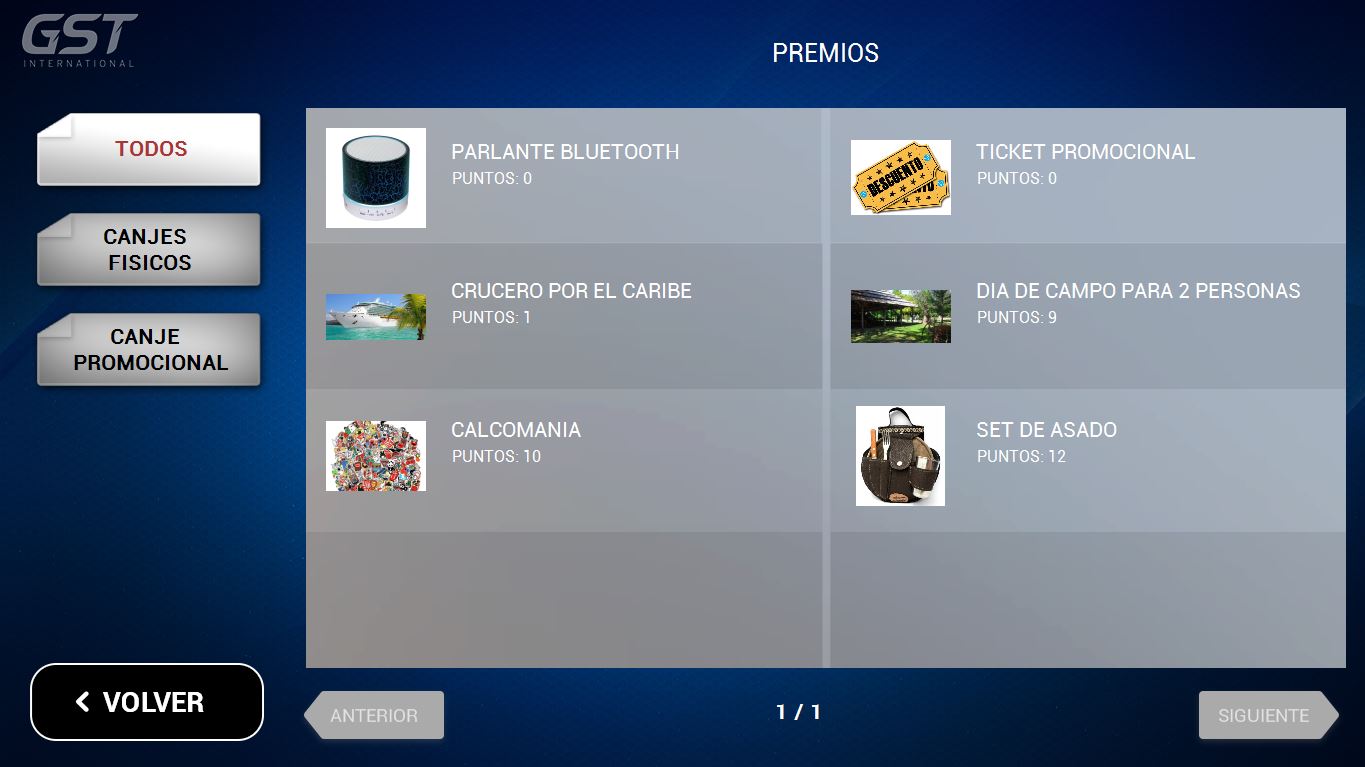 GST
INTERNATIONAL
PREMIOS
TODOS
CANJES
FISICOS
CANJE
PROMOCIONAL
PARLANTE BLUETOOTH
PUNTOS: 0
DESCUENTO
TICKET PROMOCIONAL
PUNTOS: 0
CRUCERO POR EL CARIBE
PUNTOS: 1
DIA DE CAMPO PARA 2 PERSONAS
PUNTOS: 9
CALCOMANIA
PUNTOS: 10
SET DE ASADO
PUNTOS: 12
VOLVER
ANTERIOR
1 / 1
SIGUIENTE